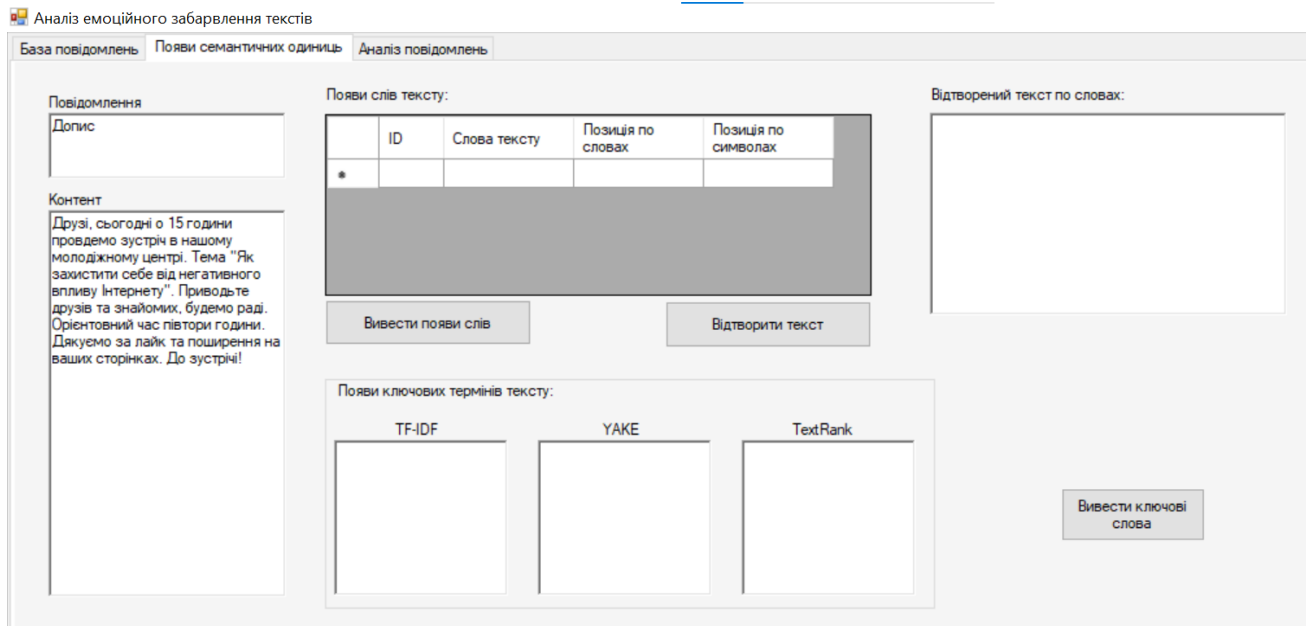 Аналіз емоційного забарвлення текстів
База повідомлень Появи семантичних одиниць Аналіз повідомлень
Повідомлення
Допис
Контент
Друзі, сьогодні о 15 години
провдемо зустріч в нашому
молодіжному центрі. Тема "Як
захистити себе від негативного
впливу Інтернету". Приводьте
друзів та знайомих, будемо раді.
Орієнтовний час півтори години.
Дякуємо за лайк та поширення на
ваших сторінках. До зустрічі!
Появи слів тексту:
ID Слова тексту Позиція по словах Позиція по символах
Вивести появи слів
Відтворити текст
Відтворений текст по словах:
Появи ключових термінів тексту:
TF-IDF YAKE TextRank
Вивести ключові
слова